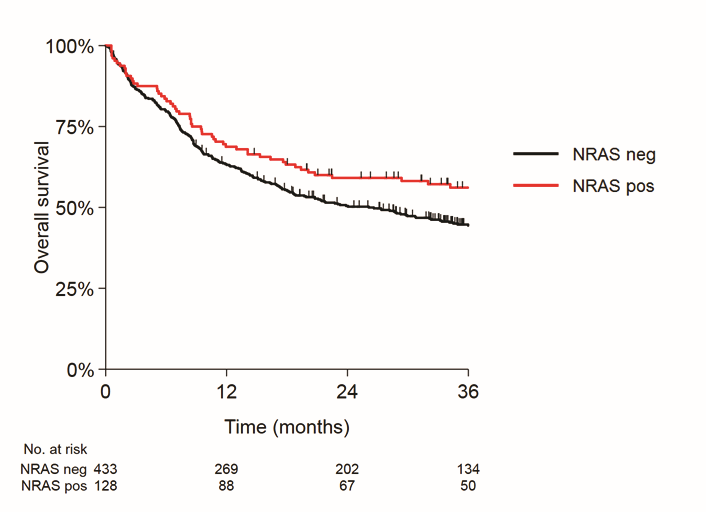 100%
75%
50%
25%
0%
Overall survival
0 12 24 36
Time (months)
NRAS neg
NRAS pos
No. at risk
NRAS neg 433 269 202 134
NRAS pos 128 88 67 50